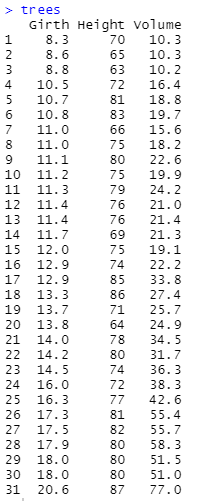 > trees
Girth Height Volume
1 8.3 70 10.3
2 8.6 65 10.3
3 8.8 63 10.2
4 10.5 72 16.4
5 10.7 81 18.8
6 10.8 83 19.7
7 11.0 66 15.6
8 11.0 75 18.2
9 11.1 80 22.6
10 11.2 75 19.9
11 11.3 79 24.2
12 11.4 76 21.0
13 11.4 76 21.4
14 11.7 69 21.3
15 12.0 75 19.1
16 12.9 74 22.2
17 12.9 85 33.8
18 13.3 86 27.4
19 13.7 71 25.7
20 13.8 64 24.9
21 14.0 78 34.5
22 14.2 80 31.7
23 14.5 74 36.3
24 16.0 72 38.3
25 16.3 77 42.6
26 17.3 81 55.4
27 17.5 82 55.7
28 17.9 80 58.3
29 18.0 80 51.5
30 18.0 80 51.0
31 20.6 87 77.0